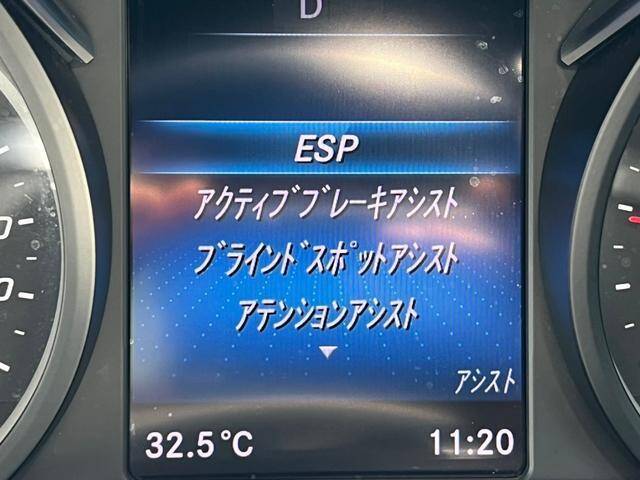 D
ESP
アクティブブレーキアシスト
ブラインドスポットアシスト
アテンションアシスト
アシスト
32.5°C
11:20